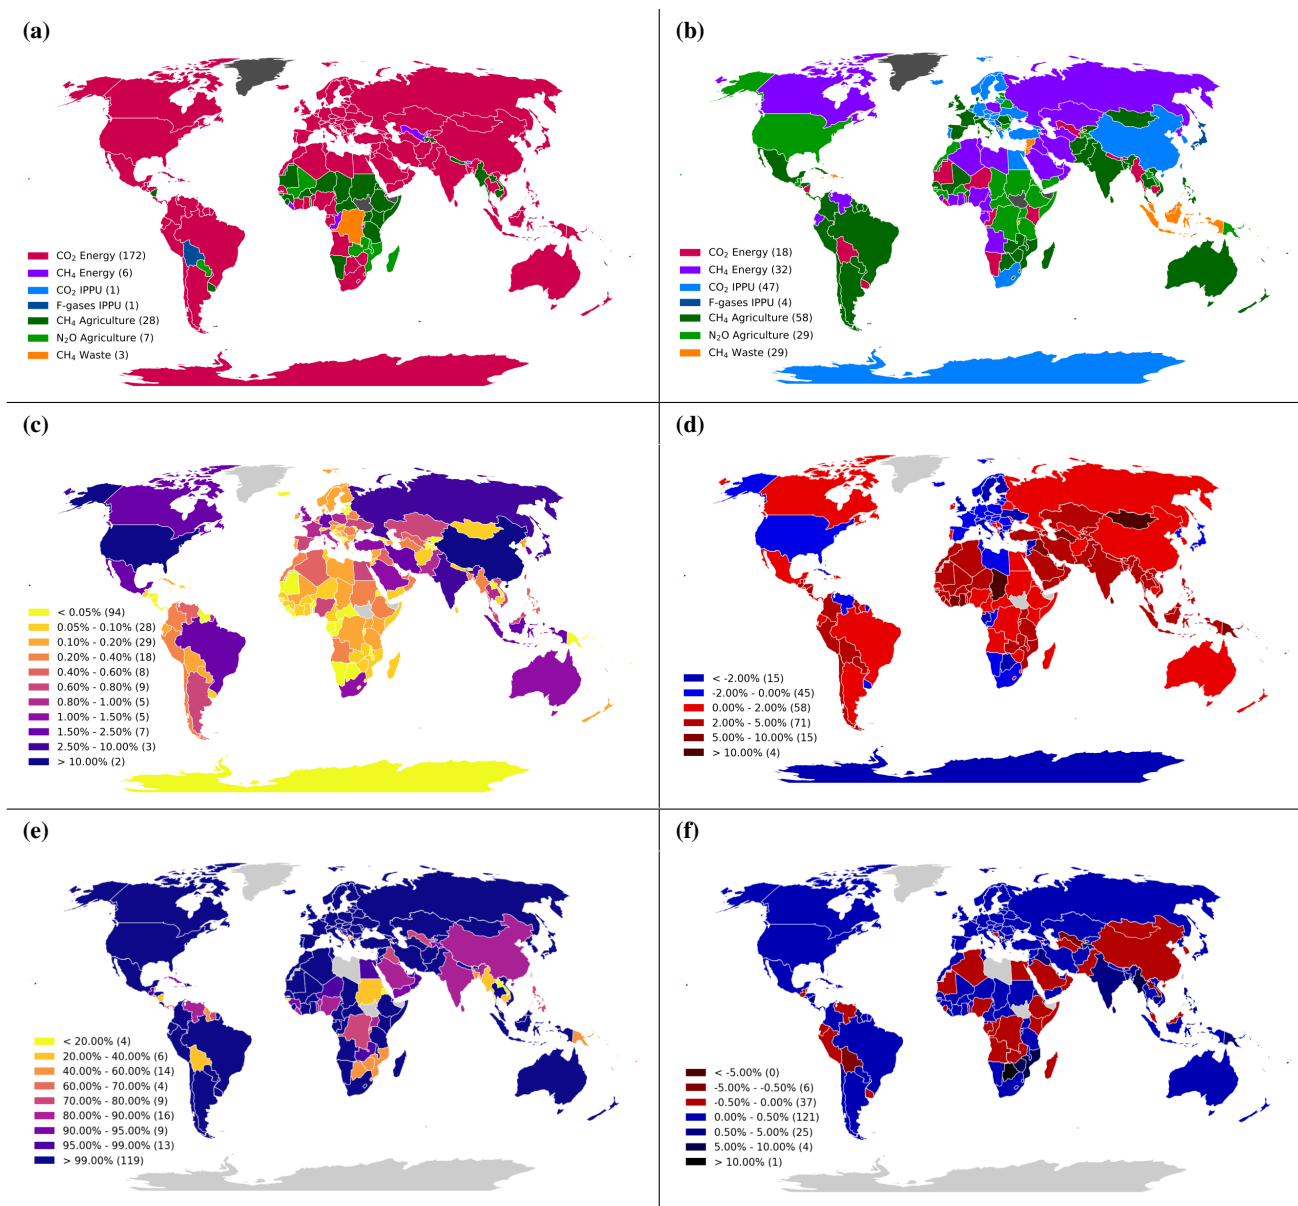 (a)
CO₂ Energy (172)
CH₄ Energy (6)
CO₂ IPPU (1)
F-gases IPPU (1)
CH₄ Agriculture (28)
N₂O Agriculture (7)
CH₄ Waste (3)
(b)
CO₂ Energy (18)
CH₄ Energy (32)
CO₂ IPPU (47)
F-gases IPPU (4)
CH₄ Agriculture (58)
N₂O Agriculture (29)
CH₄ Waste (29)
(c)
< 0.05% (94)
0.05% - 0.10% (28)
0.10% - 0.20% (29)
0.20% - 0.40% (18)
0.40% - 0.60% (8)
0.60% - 0.80% (9)
0.80% - 1.00% (5)
1.00% - 1.50% (5)
1.50% - 2.50% (7)
2.50% - 10.00% (3)
> 10.00% (2)
(d)
< -2.00% (15)
-2.00% - 0.00% (45)
0.00% - 2.00% (58)
2.00% - 5.00% (71)
5.00% - 10.00% (15)
> 10.00% (4)
(e)
< 20.00% (4)
20.00% - 40.00% (6)
40.00% - 60.00% (14)
60.00% - 70.00% (4)
70.00% - 80.00% (9)
80.00% - 90.00% (16)
90.00% - 95.00% (9)
95.00% - 99.00% (13)
> 99.00% (119)
(f)
< -5.00% (0)
-5.00% - -0.50% (6)
-0.50% - 0.00% (37)
0.00% - 0.50% (121)
0.50% - 5.00% (25)
5.00% - 10.00% (4)
> 10.00% (1)